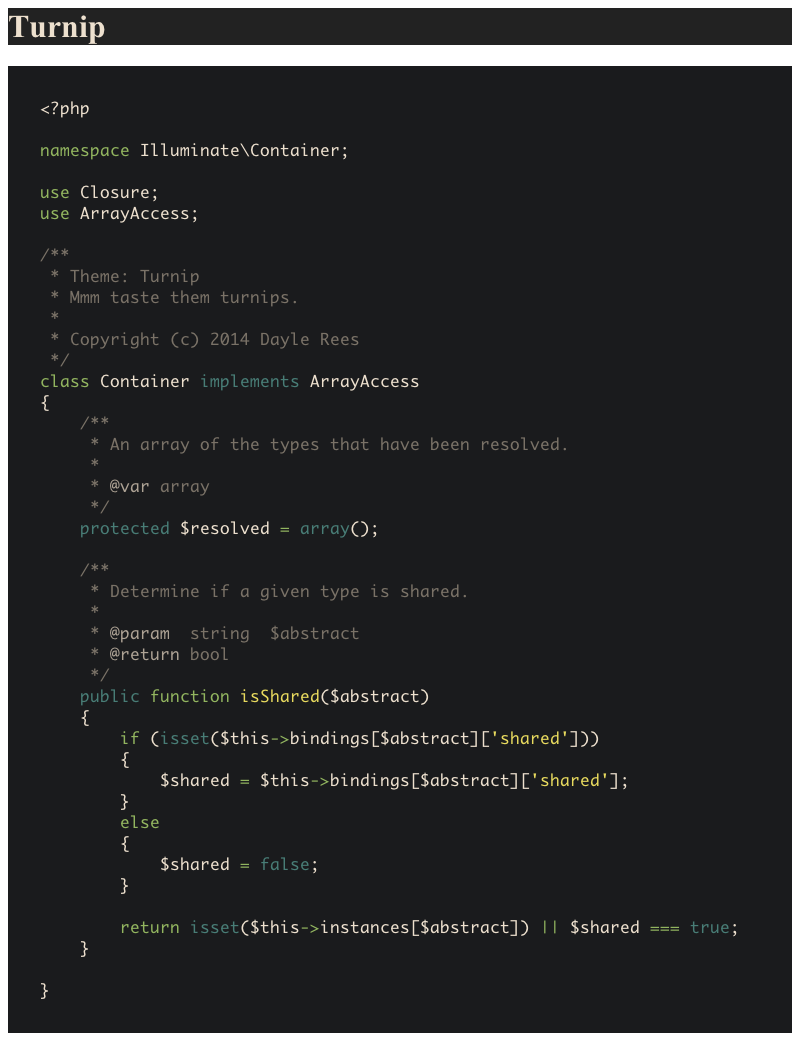 Turnip
<?php
namespace Illuminate\Container;
use Closure;
use ArrayAccess;
/**
 * Theme: Turnip
 * Mmm taste them turnips.
 *
 * Copyright (c) 2014 Dayle Rees
 */
class Container implements ArrayAccess
{
    /**
     * An array of the types that have been resolved.
     *
     * @var array
     */
    protected $resolved = array();
    /**
     * Determine if a given type is shared.
     *
     * @param  string  $abstract
     * @return bool
     */
    public function isShared($abstract)
    {
        if (isset($this->bindings[$abstract]['shared']))
        {
            $shared = $this->bindings[$abstract]['shared'];
        }
        else
        {
            $shared = false;
        }
        return isset($this->instances[$abstract]) || $shared === true;
    }
}